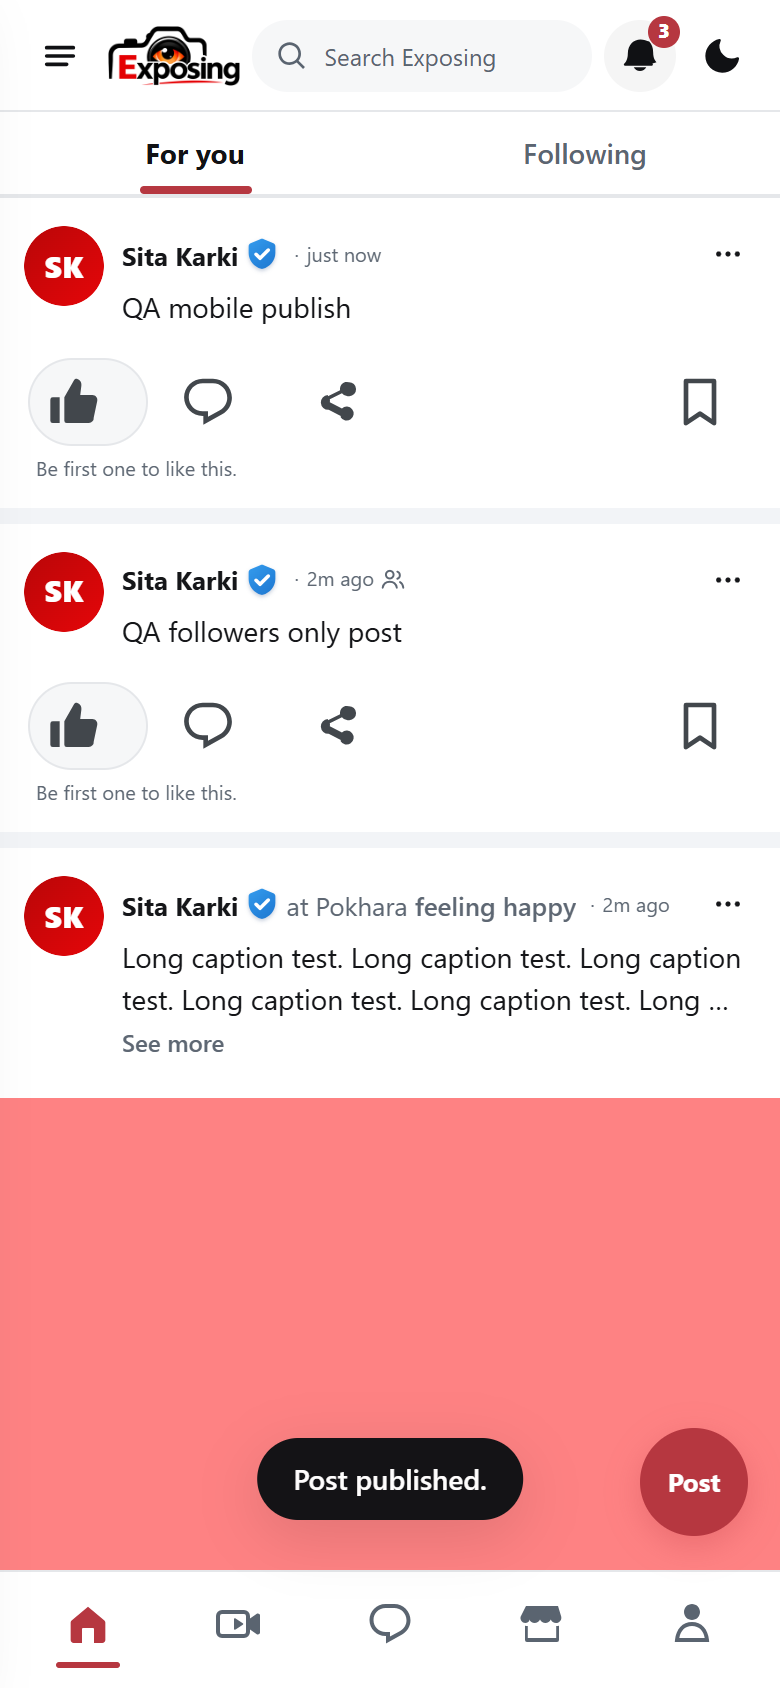 Exposing
Search Exposing
3
For you
Following
SK
Sita Karki · just now
QA mobile publish
Be first one to like this.
SK
Sita Karki · 2m ago
QA followers only post
Be first one to like this.
SK
Sita Karki at Pokhara feeling happy · 2m ago
Long caption test. Long caption test. Long caption
test. Long caption test. Long caption test. Long ...
See more
Post published.
Post